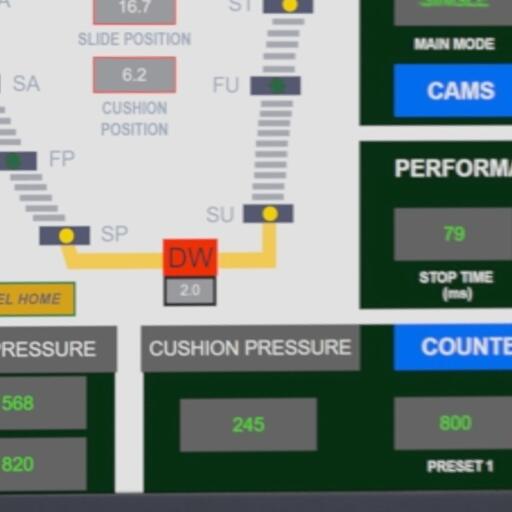 16.7
ST
SINGLE
SLIDE POSITION
MAIN MODE
SA
6.2
FU
CAMS
CUSHION
POSITION
FP
PERFORMA
SU
79
SP
DW
STOP TIME
(ms)
2.0
EL HOME
PRESSURE
CUSHION PRESSURE
COUNTE
568
245
800
820
PRESET 1